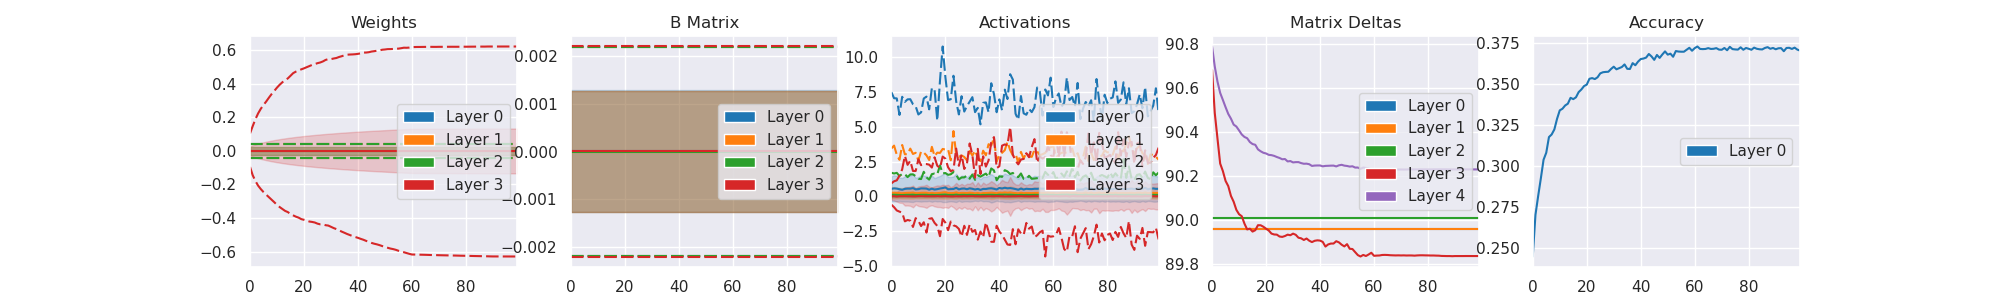 Weights
0.6
0.4
0.2
0.0
−0.2
−0.4
−0.6
0 20 40 60 80
Layer 0
Layer 1
Layer 2
Layer 3
B Matrix
0.002
0.001
0.000
−0.001
−0.002
0 20 40 60 80
Layer 0
Layer 1
Layer 2
Layer 3
Activations
10.0
7.5
5.0
2.5
0.0
−2.5
−5.0
0 20 40 60 80
Layer 0
Layer 1
Layer 2
Layer 3
Matrix Deltas
90.8
90.6
90.4
90.2
90.0
89.8
0 20 40 60 80
Layer 0
Layer 1
Layer 2
Layer 3
Layer 4
Accuracy
0.375
0.350
0.325
0.300
0.275
0.250
0 20 40 60 80
Layer 0